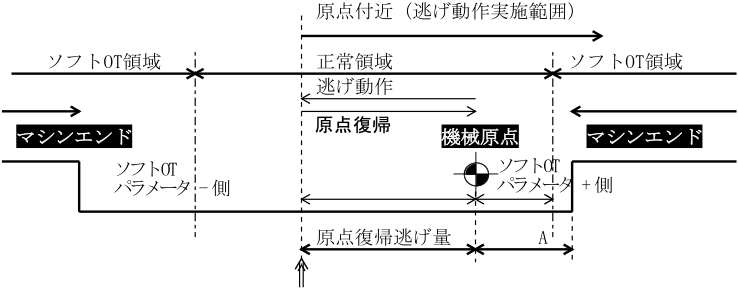 原点付近（逃げ動作実施範囲）
ソフトOT領域
正常領域
ソフトOT領域
逃げ動作
原点復帰
マシンエンド
機械原点
マシンエンド
ソフトOT
パラメータ－側
ソフトOT
パラメータ＋側
原点復帰逃げ量
A